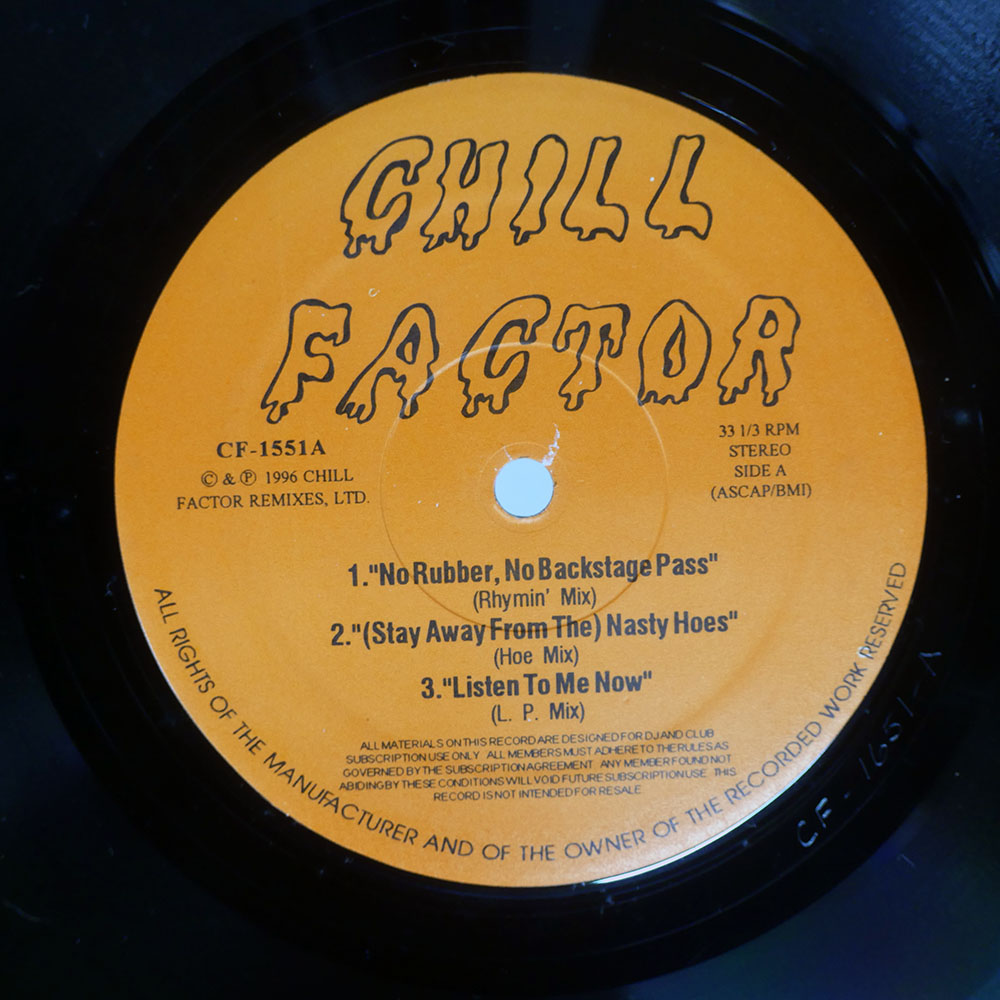 CHILL
FACTOR
CF-1551A
© & ℗ 1996 CHILL
FACTOR REMIXES, LTD.
33 1/3 RPM
STEREO
SIDE A
(ASCAP/BMI)
1."No Rubber, No Backstage Pass"
(Rhymin' Mix)
2."(Stay Away From The) Nasty Hoes"
(Hoe Mix)
3."Listen To Me Now"
(L. P. Mix)
ALL MATERIALS ON THIS RECORD ARE DESIGNED FOR DJ AND CLUB
SUBSCRIPTION USE ONLY ALL MEMBERS MUST ADHERE TO THE RULES AS
GOVERNED BY THE SUBSCRIPTION AGREEMENT ANY MEMBER FOUND NOT
ABIDING BY THESE CONDITIONS WILL VOID FUTURE SUBSCRIPTION USE THIS
RECORD IS NOT INTENDED FOR RESALE
ALL RIGHTS OF THE MANUFACTURER AND OF THE OWNER OF THE RECORDED WORK RESERVED
CF-1651-A